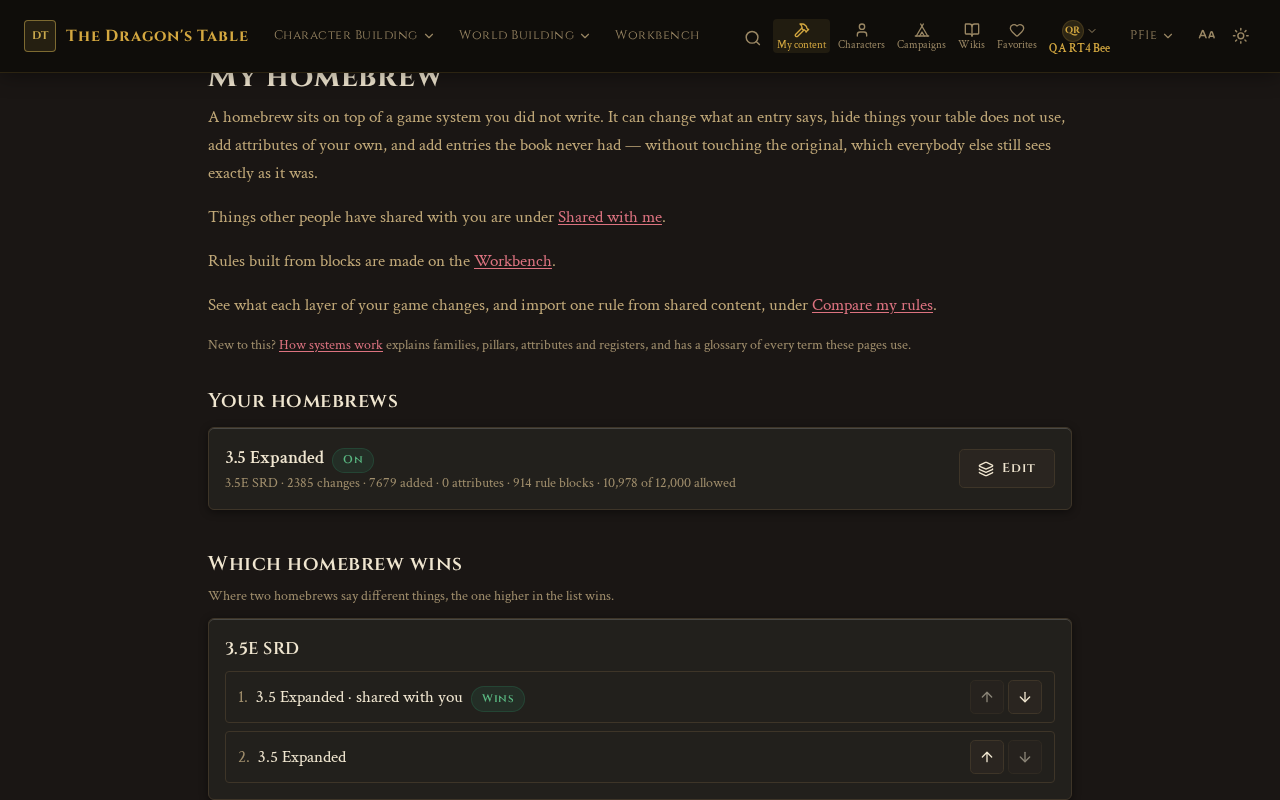 DT
The Dragon's Table
Character Building
World Building
Workbench
My content
Characters
Campaigns
Wikis
Favorites
QR
QA RT4 Bee
PF1e
AA
My Homebrew
A homebrew sits on top of a game system you did not write. It can change what an entry says, hide things your table does not use,
add attributes of your own, and add entries the book never had — without touching the original, which everybody else still sees
exactly as it was.
Things other people have shared with you are under Shared with me.
Rules built from blocks are made on the Workbench.
See what each layer of your game changes, and import one rule from shared content, under Compare my rules.
New to this? How systems work explains families, pillars, attributes and registers, and has a glossary of every term these pages use.
Your homebrews
3.5 Expanded On
3.5E SRD · 2385 changes · 7679 added · 0 attributes · 914 rule blocks · 10,978 of 12,000 allowed
Edit
Which homebrew wins
Where two homebrews say different things, the one higher in the list wins.
3.5E SRD
1. 3.5 Expanded · shared with you Wins
2. 3.5 Expanded